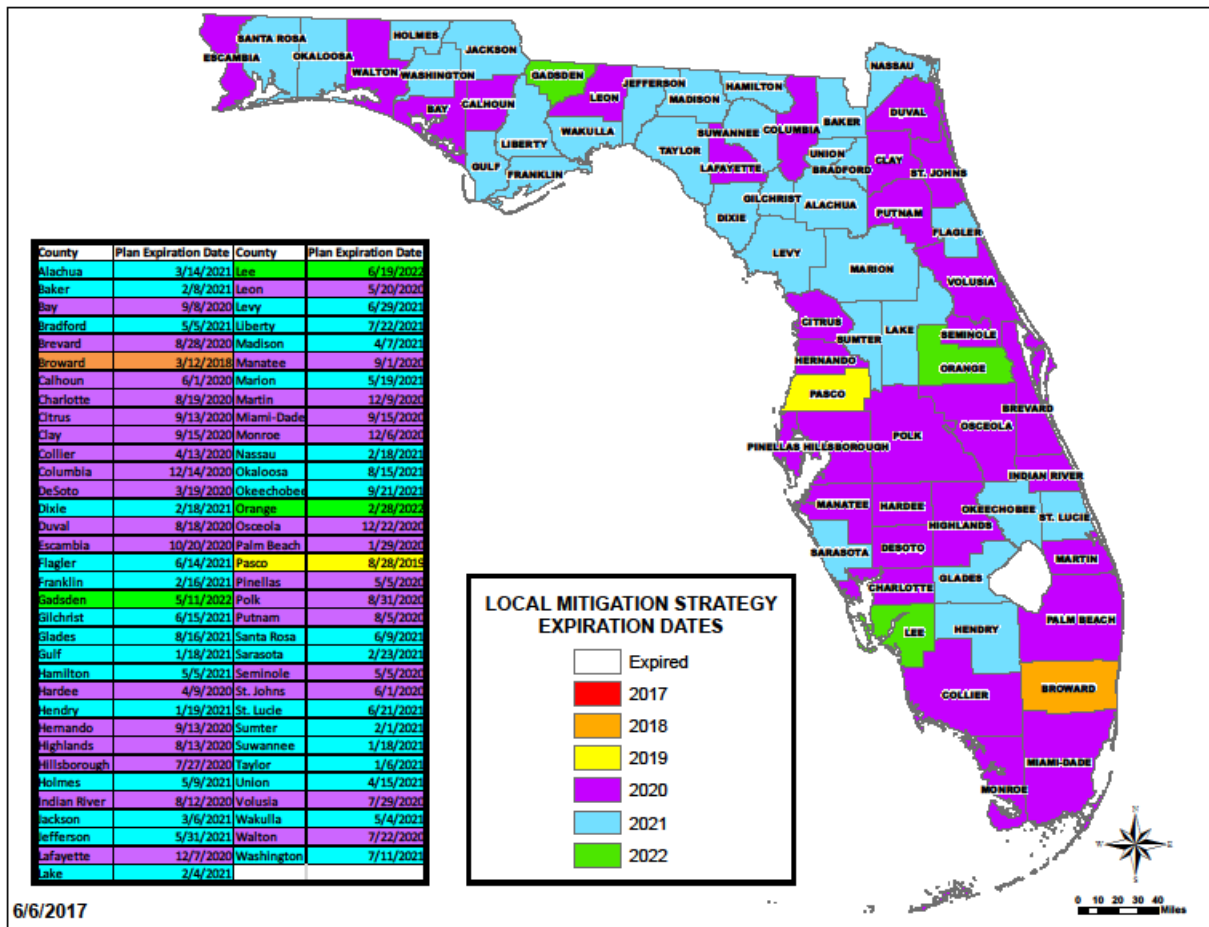 SANTA ROSA
HOLMES
JACKSON
ESCAMBIA
OKALOOSA
WALTON
WASHINGTON
GADSDEN
NASSAU
BAY
CALHOUN
LEON
JEFFERSON
HAMILTON
MADISON
DUVAL
LIBERTY
WAKULLA
SUWANNEE
COLUMBIA
BAKER
GULF
FRANKLIN
TAYLOR
LAFAYETTE
UNION
BRADFORD
CLAY
ST. JOHNS
GILCHRIST
ALACHUA
DIXIE
PUTNAM
FLAGLER
LEVY
MARION
VOLUSIA
CITRUS
LAKE
SUMTER
SEMINOLE
HERNANDO
ORANGE
PASCO
BREVARD
OSCEOLA
POLK
PINELLAS
HILLSBOROUGH
INDIAN RIVER
MANATEE
HARDEE
OKEECHOBEE
ST. LUCIE
HIGHLANDS
SARASOTA
DESOTO
MARTIN
GLADES
CHARLOTTE
PALM BEACH
LEE
HENDRY
COLLIER
BROWARD
MIAMI-DADE
MONROE
County Plan Expiration Date County Plan Expiration Date
Alachua 3/14/2021 Lee 6/19/2022
Baker 2/8/2021 Leon 5/20/2020
Bay 9/8/2020 Levy 6/29/2021
Bradford 5/5/2021 Liberty 7/22/2021
Brevard 8/28/2020 Madison 4/7/2021
Broward 3/12/2018 Manatee 9/1/2020
Calhoun 6/1/2020 Marion 5/19/2021
Charlotte 8/19/2020 Martin 12/9/2020
Citrus 9/13/2020 Miami-Dade 9/15/2020
Clay 9/15/2020 Monroe 12/6/2020
Collier 4/13/2020 Nassau 2/18/2021
Columbia 12/14/2020 Okaloosa 8/15/2021
DeSoto 3/19/2020 Okeechobee 9/21/2021
Dixie 2/18/2021 Orange 2/28/2022
Duval 8/18/2020 Osceola 12/22/2020
Escambia 10/20/2020 Palm Beach 1/29/2020
Flagler 6/14/2021 Pasco 8/28/2019
Franklin 2/16/2021 Pinellas 5/5/2020
Gadsden 5/11/2022 Polk 8/31/2020
Gilchrist 6/15/2021 Putnam 8/5/2020
Glades 8/16/2021 Santa Rosa 6/9/2021
Gulf 1/18/2021 Sarasota 2/23/2021
Hamilton 5/5/2021 Seminole 5/5/2020
Hardee 4/9/2020 St. Johns 6/1/2020
Hendry 1/19/2021 St. Lucie 6/21/2021
Hernando 9/13/2020 Sumter 2/1/2021
Highlands 8/13/2020 Suwannee 1/18/2021
Hillsborough 7/27/2020 Taylor 1/6/2021
Holmes 5/9/2021 Union 4/15/2021
Indian River 8/12/2020 Volusia 7/29/2020
Jackson 3/6/2021 Wakulla 5/4/2021
Jefferson 5/31/2021 Walton 7/22/2020
Lafayette 12/7/2020 Washington 7/11/2021
Lake 2/4/2021
LOCAL MITIGATION STRATEGY
EXPIRATION DATES
Expired
2017
2018
2019
2020
2021
2022
N
W
E
S
0 10 20 30 40
Miles
6/6/2017